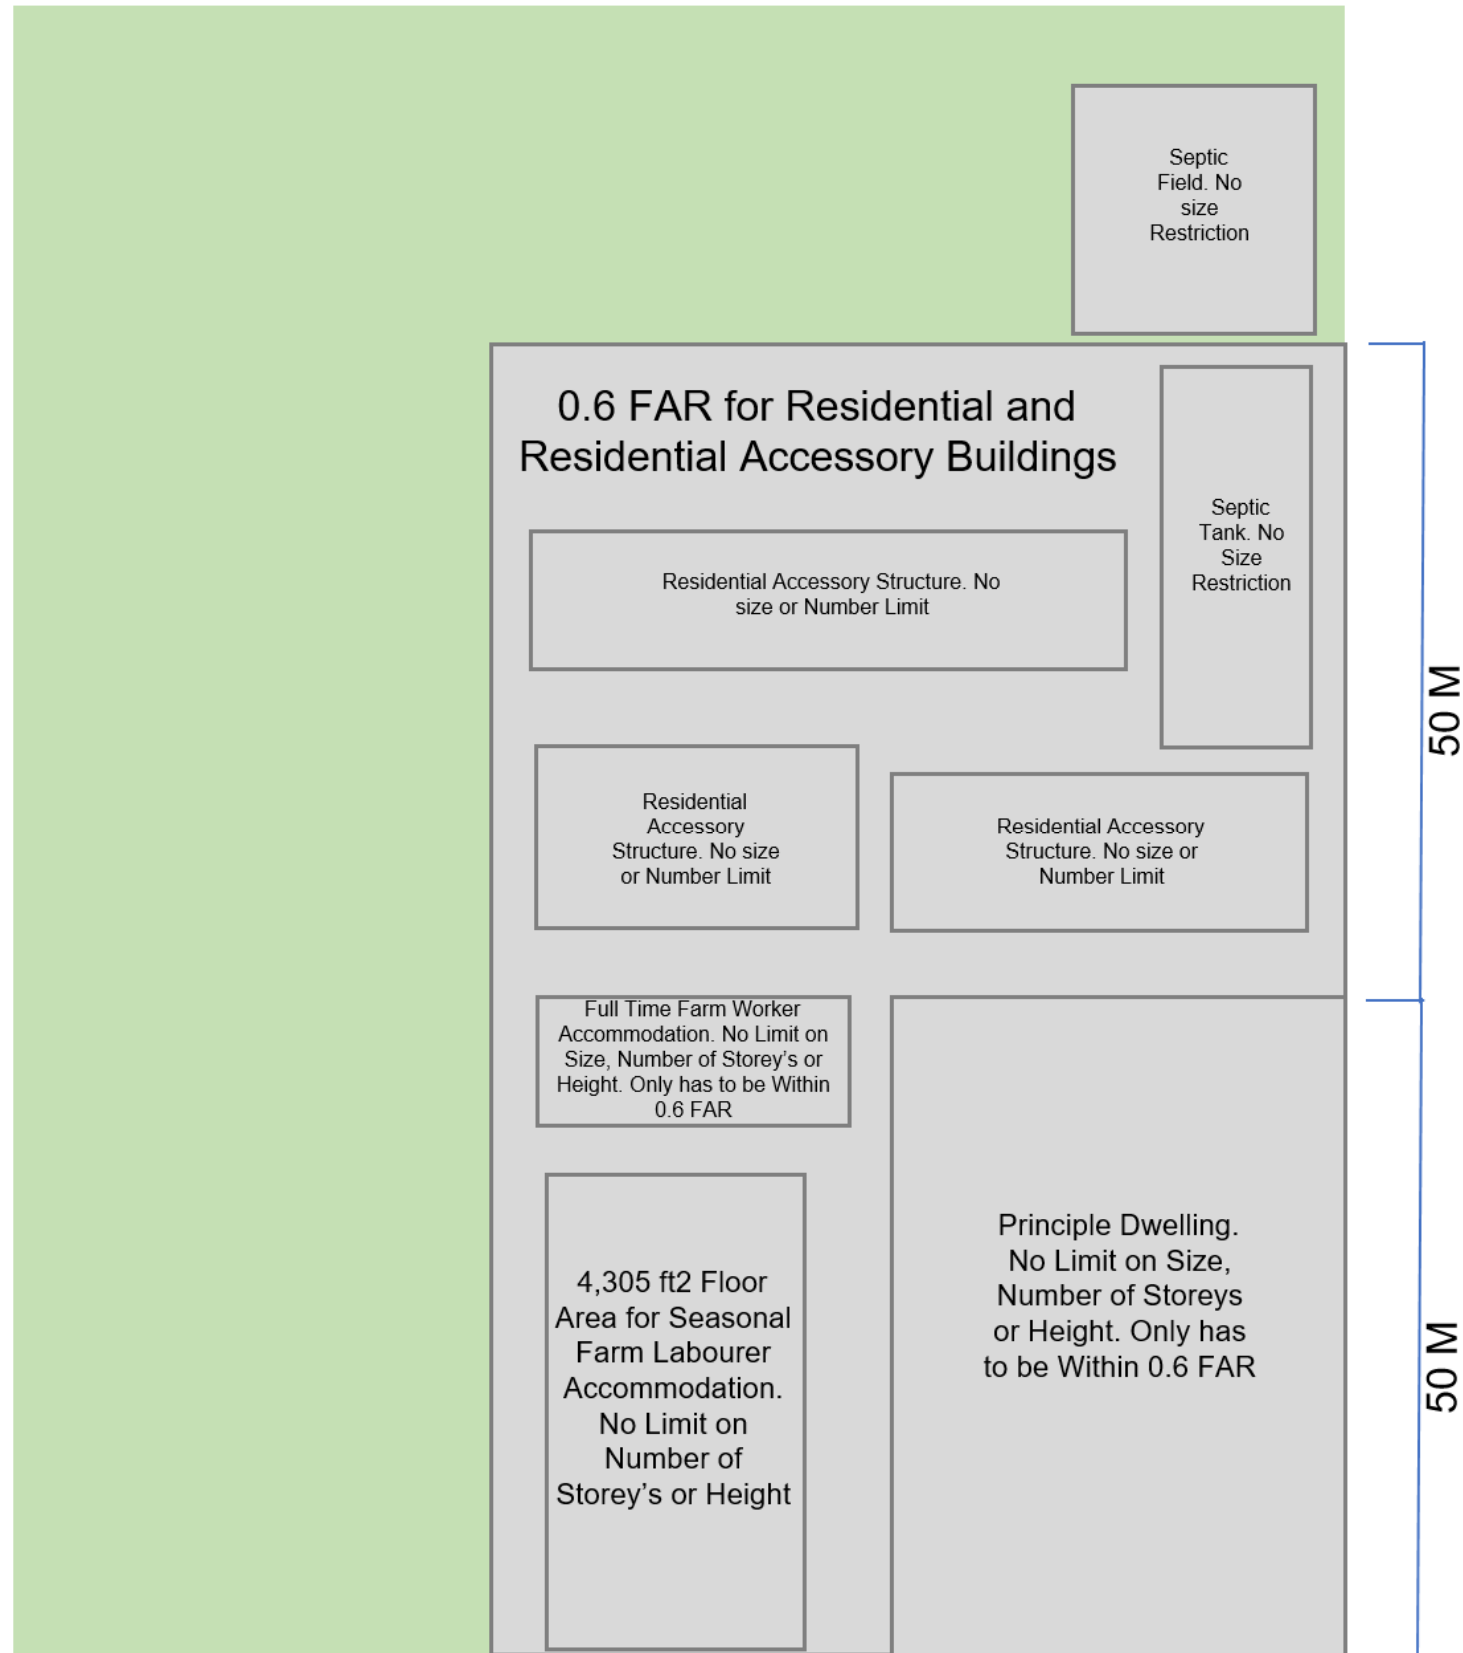 Septic
Field. No
size
Restriction
0.6 FAR for Residential and
Residential Accessory Buildings
Septic
Tank. No
Size
Restriction
Residential Accessory Structure. No
size or Number Limit
50 M
Residential
Accessory
Structure. No size
or Number Limit
Residential Accessory
Structure. No size or
Number Limit
Full Time Farm Worker
Accommodation. No Limit on
Size, Number of Storey's or
Height. Only has to be Within
0.6 FAR
Principle Dwelling.
No Limit on Size,
Number of Storeys
or Height. Only has
to be Within 0.6 FAR
4,305 ft2 Floor
Area for Seasonal
Farm Labourer
Accommodation.
No Limit on
Number of
Storey’s or Height
50 M